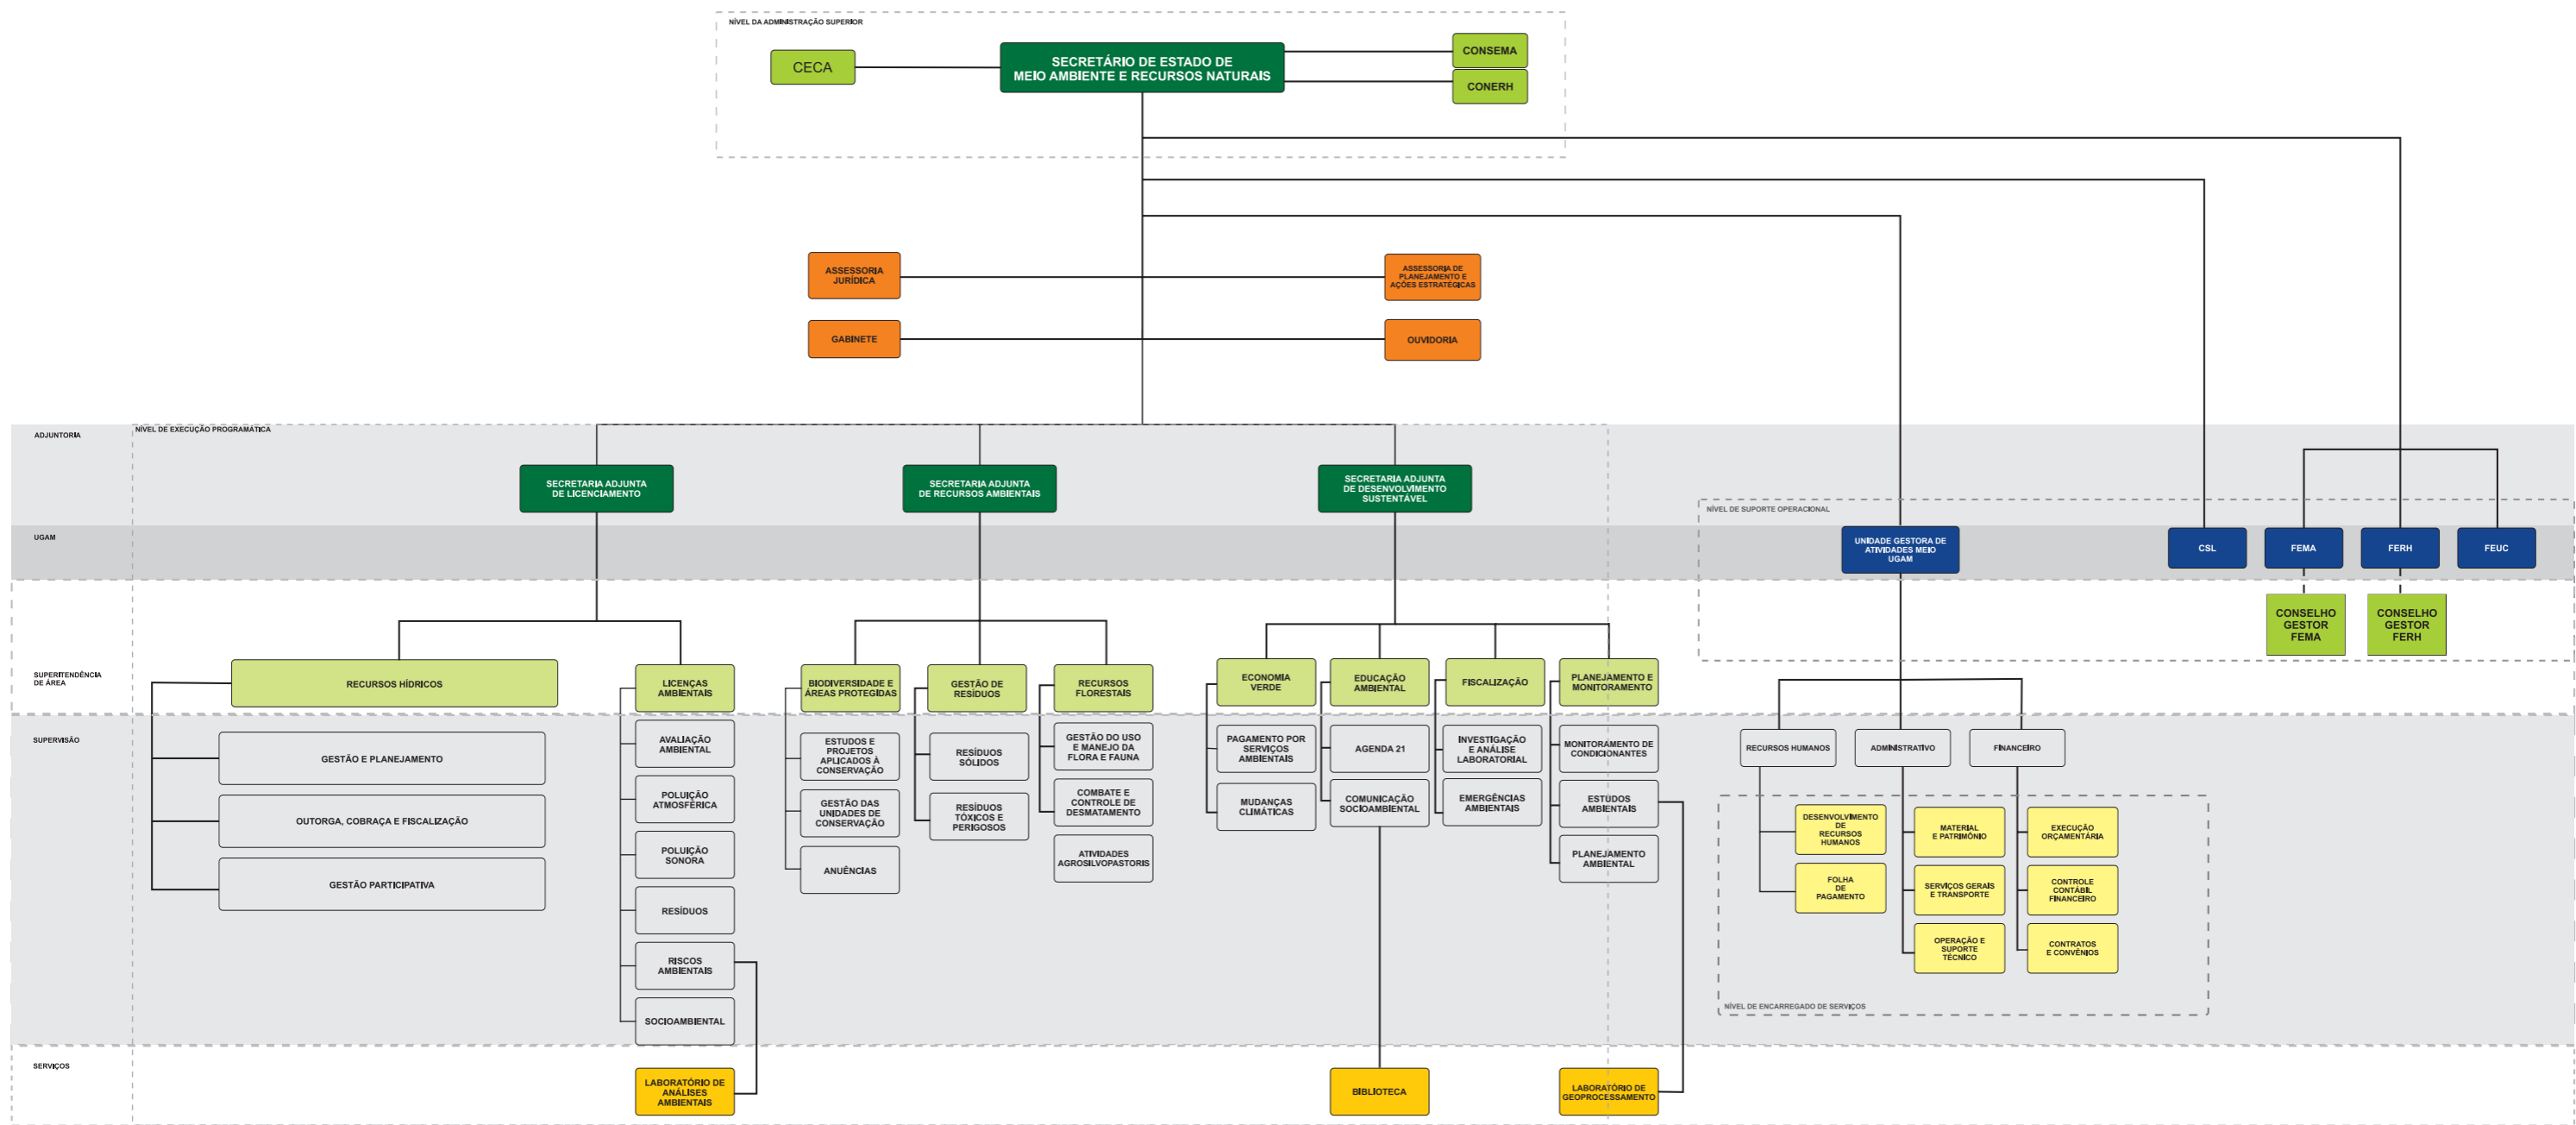 NÍVEL DA ADMINISTRAÇÃO SUPERIOR
CECA
SECRETÁRIO DE ESTADO DE
MEIO AMBIENTE E RECURSOS NATURAIS
CONSEMA
CONERH
ASSESSORIA
JURÍDICA
ASSESSORIA DE
PLANEJAMENTO E
AÇÕES ESTRATÉGICAS
GABINETE
OUVIDORIA
ADJUNTORIA
NÍVEL DE EXECUÇÃO PROGRAMÁTICA
SECRETARIA ADJUNTA
DE LICENCIAMENTO
SECRETARIA ADJUNTA
DE RECURSOS AMBIENTAIS
SECRETARIA ADJUNTA
DE DESENVOLVIMENTO
SUSTENTÁVEL
NÍVEL DE SUPORTE OPERACIONAL
UGAM
UNIDADE GESTORA DE
ATIVIDADES MEIO
UGAM
CSL
FEMA
FERH
FEUC
CONSELHO
GESTOR
FEMA
CONSELHO
GESTOR
FERH
SUPERITENDÊNCIA
DE ÁREA
RECURSOS HÍDRICOS
LICENÇAS
AMBIENTAIS
BIODIVERSIDADE E
ÁREAS PROTEGIDAS
GESTÃO DE
RESÍDUOS
RECURSOS
FLORESTAIS
ECONOMIA
VERDE
EDUCAÇÃO
AMBIENTAL
FISCALIZAÇÃO
PLANEJAMENTO E
MONITORAMENTO
SUPERVISÃO
GESTÃO E PLANEJAMENTO
OUTORGA, COBRAÇA E FISCALIZAÇÃO
GESTÃO PARTICIPATIVA
AVALIAÇÃO
AMBIENTAL
POLUIÇÃO
ATMOSFÉRICA
POLUIÇÃO
SONORA
RESÍDUOS
RISCOS
AMBIENTAIS
SOCIOAMBIENTAL
ESTUDOS E
PROJETOS
APLICADOS À
CONSERVAÇÃO
GESTÃO DAS
UNIDADES DE
CONSERVAÇÃO
ANUÊNCIAS
RESÍDUOS
SÓLIDOS
RESÍDUOS
TÓXICOS E
PERIGOSOS
GESTÃO DO USO
E MANEJO DA
FLORA E FAUNA
COMBATE E
CONTROLE DE
DESMATAMENTO
ATIVIDADES
AGROSILVOPASTORIS
PAGAMENTO POR
SERVIÇOS
AMBIENTAIS
MUDANÇAS
CLIMÁTICAS
AGENDA 21
COMUNICAÇÃO
SOCIOAMBIENTAL
INVESTIGAÇÃO
E ANÁLISE
LABORATORIAL
EMERGÊNCIAS
AMBIENTAIS
MONITORAMENTO DE
CONDICIONANTES
ESTUDOS
AMBIENTAIS
PLANEJAMENTO
AMBIENTAL
RECURSOS HUMANOS
ADMINISTRATIVO
FINANCEIRO
DESENVOLVIMENTO
DE
RECURSOS
HUMANOS
FOLHA
DE
PAGAMENTO
MATERIAL
E PATRIMÔNIO
SERVIÇOS GERAIS
E TRANSPORTE
OPERAÇÃO E
SUPORTE
TÉCNICO
EXECUÇÃO
ORÇAMENTÁRIA
CONTROLE
CONTÁBIL
FINANCEIRO
CONTRATOS
E CONVÊNIOS
NÍVEL DE ENCARREGADO DE SERVIÇOS
SERVIÇOS
LABORATÓRIO DE
ANÁLISES
AMBIENTAIS
BIBLIOTECA
LABORATÓRIO DE
GEOPROCESSAMENTO